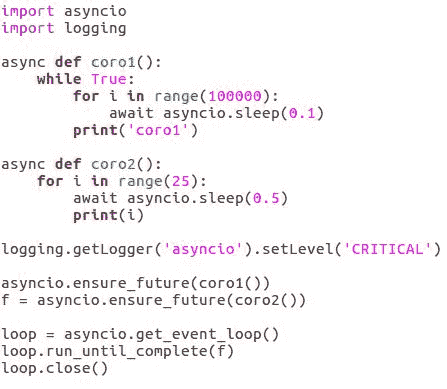 import asyncio
import logging

async def coro1():
    while True:
        for i in range(100000):
            await asyncio.sleep(0.1)
        print('coro1')

async def coro2():
    for i in range(25):
        await asyncio.sleep(0.5)
        print(i)

logging.getLogger('asyncio').setLevel('CRITICAL')

asyncio.ensure_future(coro1())
f = asyncio.ensure_future(coro2())

loop = asyncio.get_event_loop()
loop.run_until_complete(f)
loop.close()